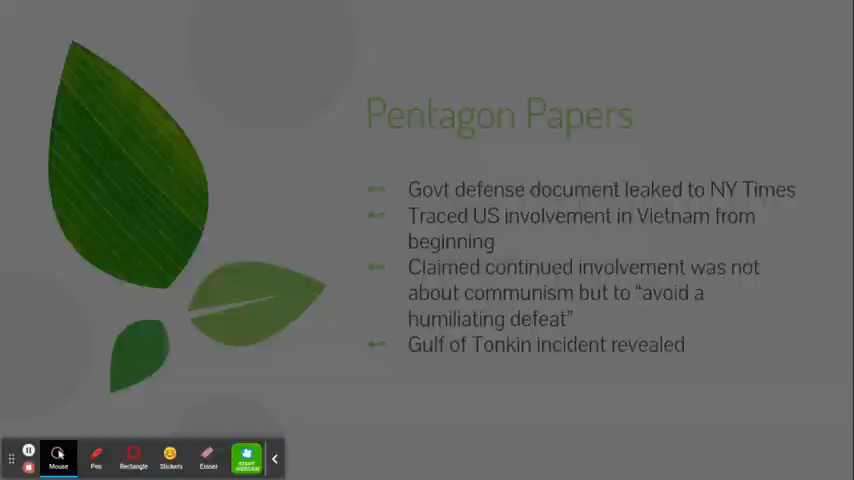 Pentagon Papers
Govt defense document leaked to NY Times
Traced US involvement in Vietnam from
beginning
Claimed continued involvement was not
about communism but to “avoid a
humiliating defeat”
Gulf of Tonkin incident revealed
Mouse
Pen
Rectangle
Stickers
Eraser